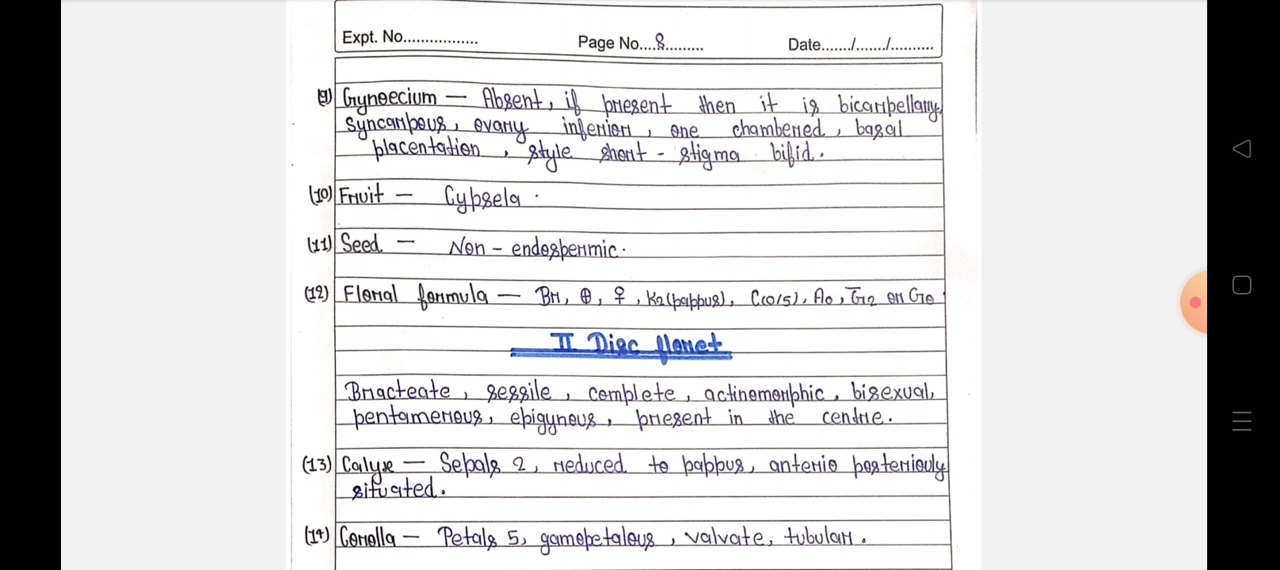 Expt. No................. Page No....8......... Date......./......./..........
9) Gynoecium — Absent, if present then it is bicarpellary,
syncarpous, ovary inferior, one chambered, basal
placentation, style short - stigma bifid.
(10) Fruit — Cypsela.
(11) Seed — Non-endospermic.
(12) Floral formula — Br, ⊕, ♀, K2(pappus), C(0/5), A0, G̅2 or G0
II. Disc floret
Bracteate, sessile, complete, actinomorphic, bisexual,
pentamerous, epigynous, present in the centre.
(13) Calyx — Sepals 2, reduced to pappus, anterio posteriouly
situated.
(14) Corolla — Petals 5, gamopetalous, valvate, tubular.